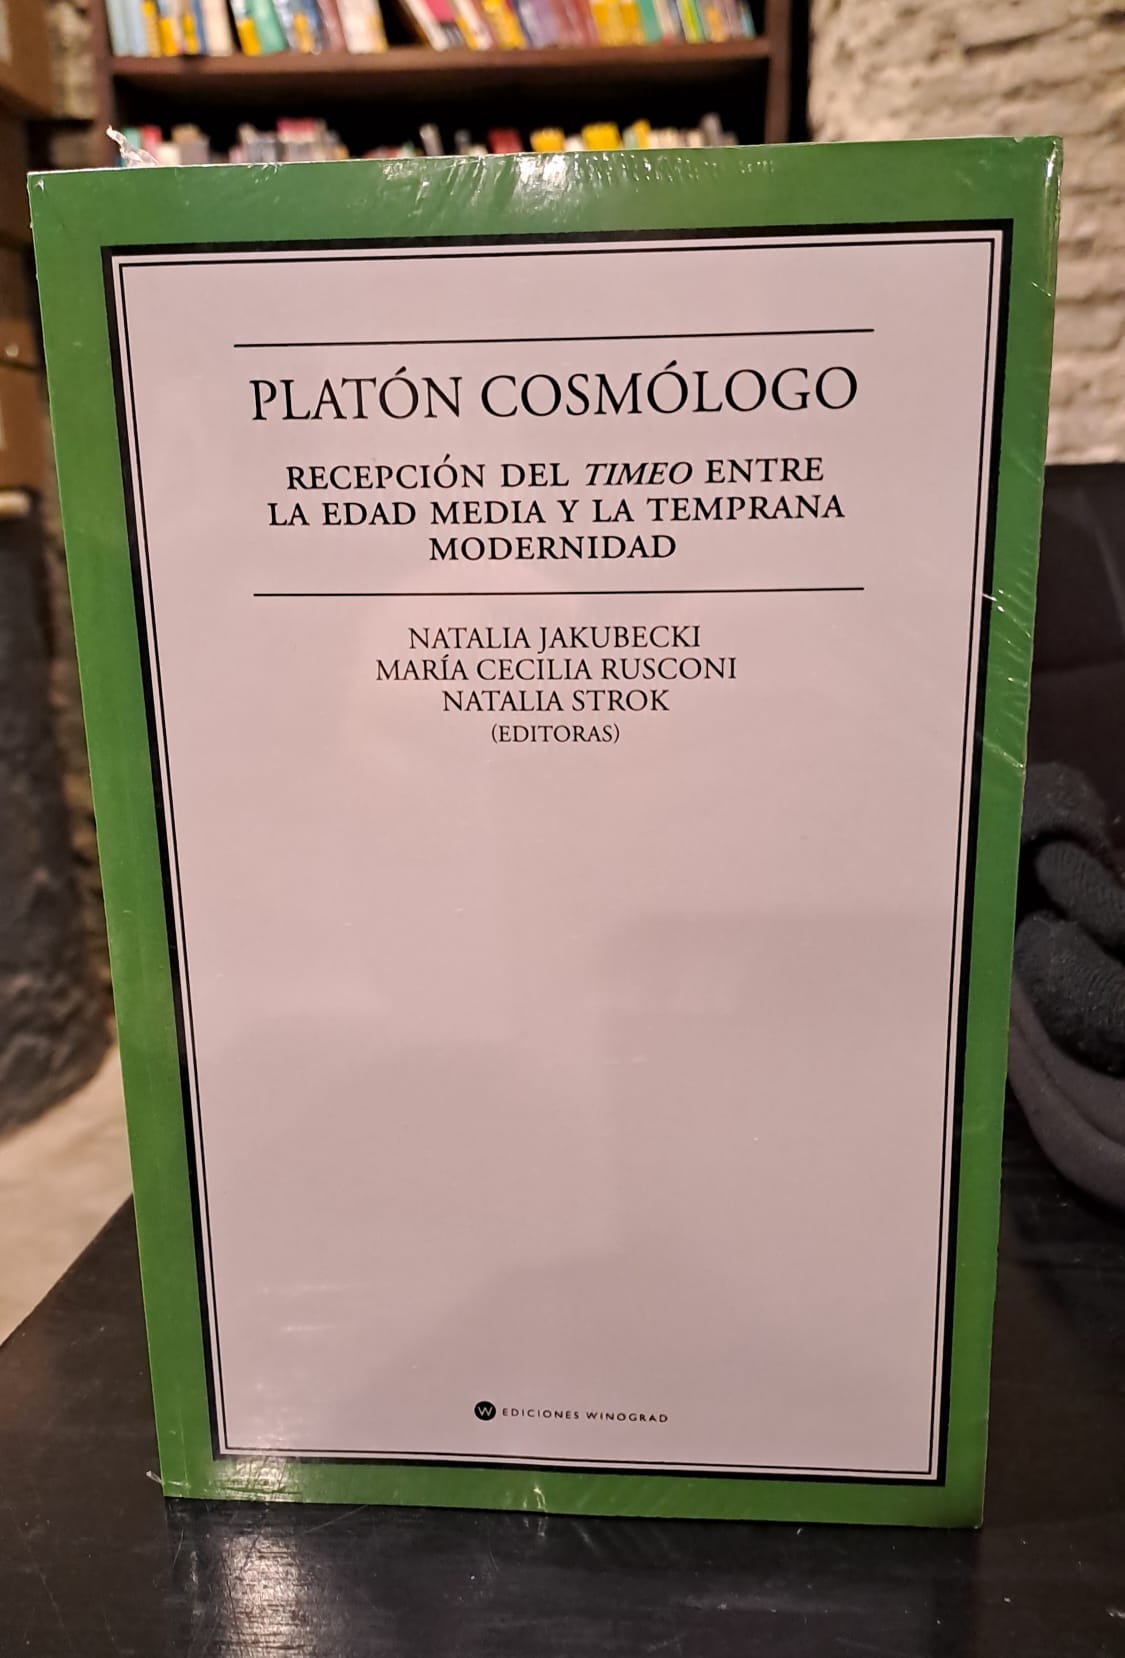 PLATÓN COSMÓLOGO
RECEPCIÓN DEL TIMEO ENTRE
LA EDAD MEDIA Y LA TEMPRANA
MODERNIDAD
NATALIA JAKUBECKI
MARÍA CECILIA RUSCONI
NATALIA STROK
(EDITORAS)
W EDICIONES WINOGRAD